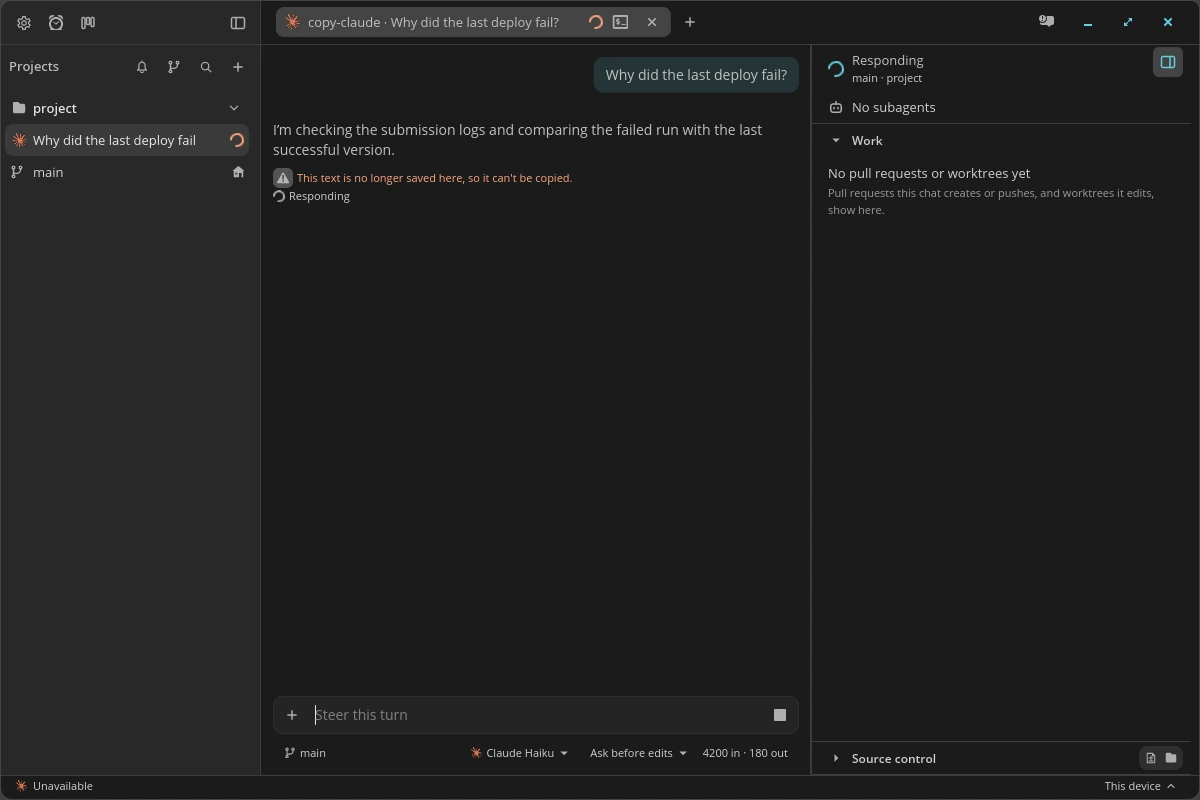 copy-claude · Why did the last deploy fail?
Projects
project
Why did the last deploy fail
main
Why did the last deploy fail?
I'm checking the submission logs and comparing the failed run with the last
successful version.
This text is no longer saved here, so it can't be copied.
Responding
Steer this turn
main
Claude Haiku
Ask before edits
4200 in · 180 out
Responding
main · project
No subagents
Work
No pull requests or worktrees yet
Pull requests this chat creates or pushes, and worktrees it edits,
show here.
Source control
Unavailable
This device